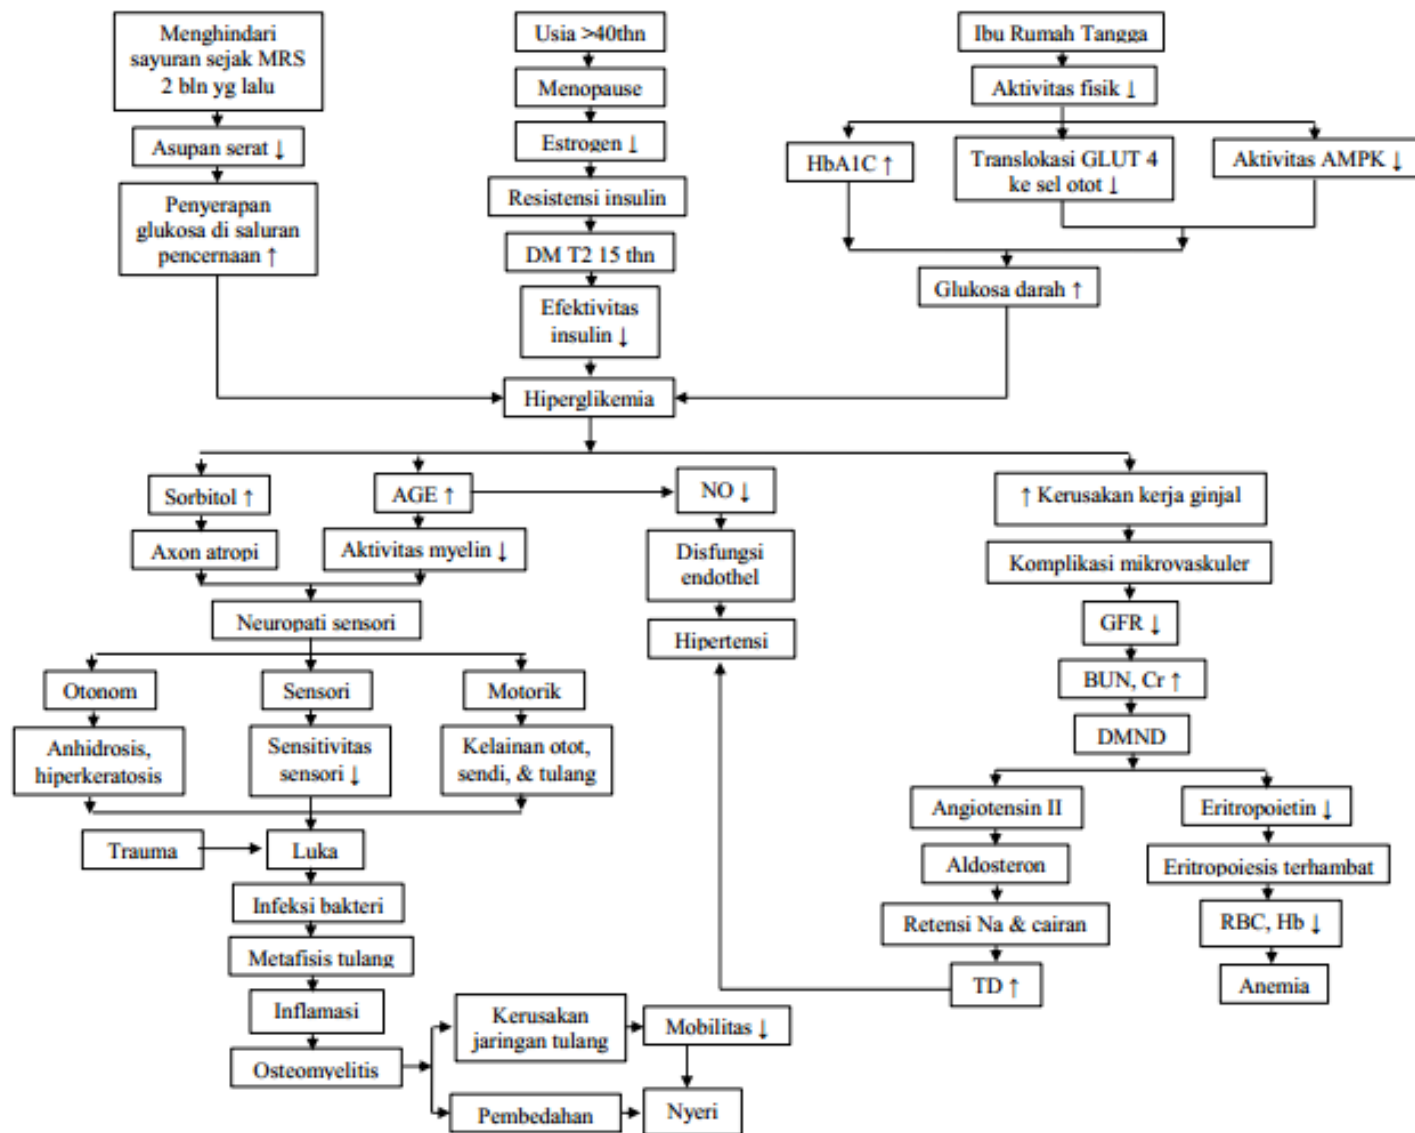 Menghindari
sayuran sejak MRS
2 bln yg lalu
Usia >40thn
Ibu Rumah Tangga
Menopause
Aktivitas fisik ↓
Asupan serat ↓
Estrogen ↓
HbA1C ↑
Translokasi GLUT 4
ke sel otot ↓
Aktivitas AMPK ↓
Penyerapan
glukosa di saluran
pencernaan ↑
Resistensi insulin
DM T2 15 thn
Glukosa darah ↑
Efektivitas
insulin ↓
Hiperglikemia
Sorbitol ↑
AGE ↑
NO ↓
↑ Kerusakan kerja ginjal
Axon atropi
Aktivitas myelin ↓
Disfungsi
endothel
Komplikasi mikrovaskuler
Neuropati sensori
Hipertensi
GFR ↓
Otonom
Sensori
Motorik
BUN, Cr ↑
Anhidrosis,
hiperkeratosis
Sensitivitas
sensori ↓
Kelainan otot,
sendi, & tulang
DMND
Angiotensin II
Eritropoietin ↓
Trauma
Luka
Aldosteron
Eritropoiesis terhambat
Infeksi bakteri
Retensi Na & cairan
RBC, Hb ↓
Metafisis tulang
TD ↑
Anemia
Inflamasi
Kerusakan
jaringan tulang
Mobilitas ↓
Osteomyelitis
Pembedahan
Nyeri